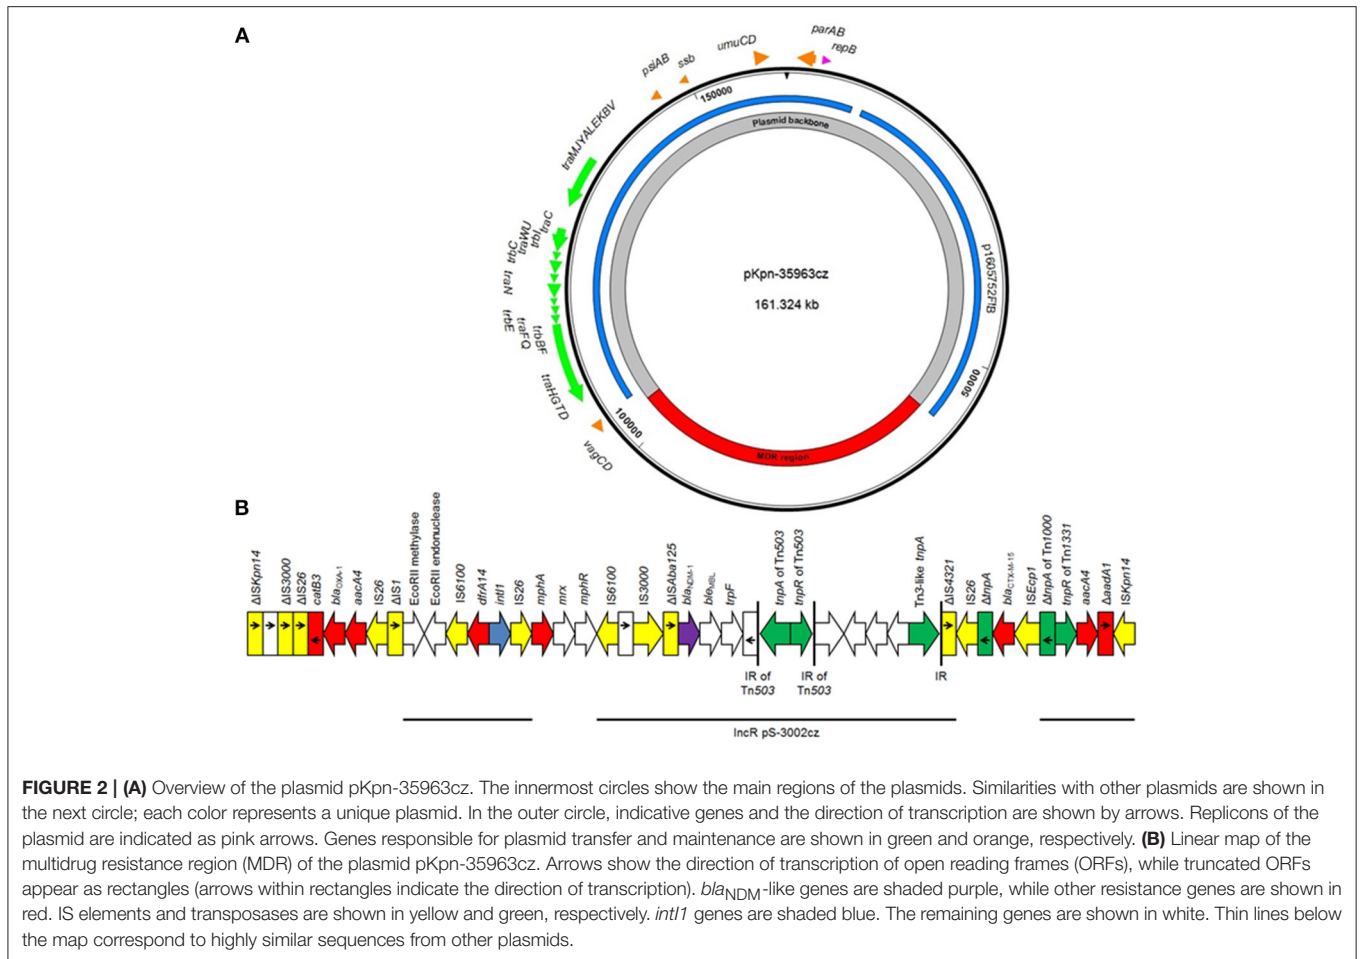 A
umuCD
parAB
repB
psiAB
ssb
150000
traMJYALEKBV
Plasmid backbone
traC
trbI
traWU
trbC
traN
trbE
traFQ
trbBF
traHGTD
vagCD
pKpn-35963cz
161.324 kb
p1605752FIB
50000
100000
MDR region
B
ΔISKpn14
ΔIS3000
ΔIS26
catB3
blaOXA-1
aacA4
IS26
ΔIS1
EcoRII methylase
EcoRII endonuclease
IS6100
dfrA14
intI1
IS26
mphA
mrx
mphR
IS6100
IS3000
ΔISAba125
blaNDM-1
bleMBL
trpF
tnpA of Tn503
tnpR of Tn503
Tn3-like tnpA
ΔIS4321
IS26
ΔtnpA
blaCTX-M-15
ISEcp1
ΔtnpA of Tn1000
tnpR of Tn1331
aacA4
ΔaadA1
ISKpn14
IR of
Tn503
IR of
Tn503
IR
IncR pS-3002cz
FIGURE 2 | (A) Overview of the plasmid pKpn-35963cz. The innermost circles show the main regions of the plasmids. Similarities with other plasmids are shown in
the next circle; each color represents a unique plasmid. In the outer circle, indicative genes and the direction of transcription are shown by arrows. Replicons of the
plasmid are indicated as pink arrows. Genes responsible for plasmid transfer and maintenance are shown in green and orange, respectively. (B) Linear map of the
multidrug resistance region (MDR) of the plasmid pKpn-35963cz. Arrows show the direction of transcription of open reading frames (ORFs), while truncated ORFs
appear as rectangles (arrows within rectangles indicate the direction of transcription). blaNDM-like genes are shaded purple, while other resistance genes are shown in
red. IS elements and transposases are shown in yellow and green, respectively. intI1 genes are shaded blue. The remaining genes are shown in white. Thin lines below
the map correspond to highly similar sequences from other plasmids.